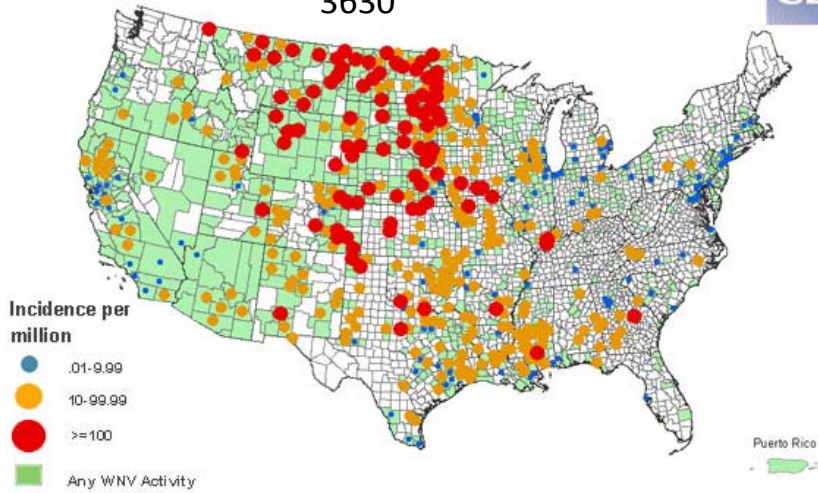 3630
Incidence per
million
.01-9.99
10-99.99
>=100
Any WNV Activity
Puerto Rico